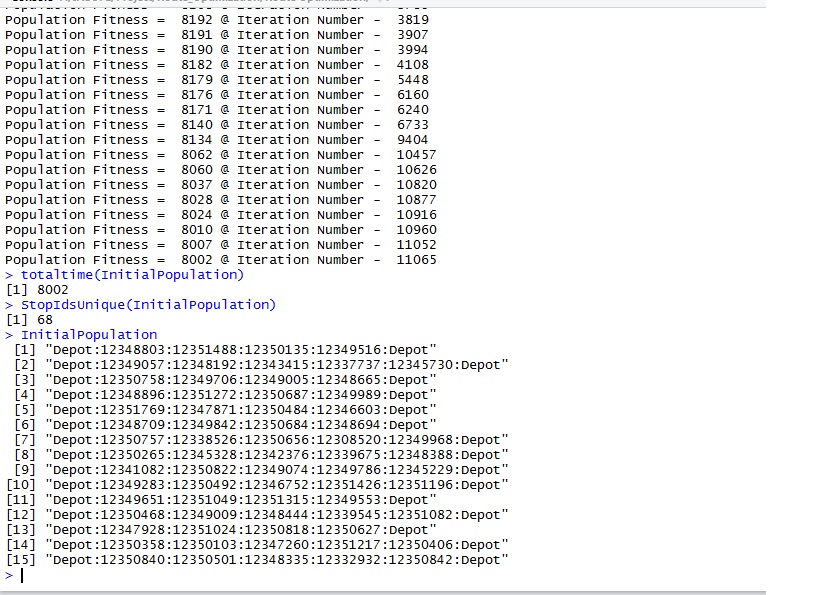 Population Fitness =  8192 @ Iteration Number -  3819
Population Fitness =  8191 @ Iteration Number -  3907
Population Fitness =  8190 @ Iteration Number -  3994
Population Fitness =  8182 @ Iteration Number -  4108
Population Fitness =  8179 @ Iteration Number -  5448
Population Fitness =  8176 @ Iteration Number -  6160
Population Fitness =  8171 @ Iteration Number -  6240
Population Fitness =  8140 @ Iteration Number -  6733
Population Fitness =  8134 @ Iteration Number -  9404
Population Fitness =  8062 @ Iteration Number -  10457
Population Fitness =  8060 @ Iteration Number -  10626
Population Fitness =  8037 @ Iteration Number -  10820
Population Fitness =  8028 @ Iteration Number -  10877
Population Fitness =  8024 @ Iteration Number -  10916
Population Fitness =  8010 @ Iteration Number -  10960
Population Fitness =  8007 @ Iteration Number -  11052
Population Fitness =  8002 @ Iteration Number -  11065
> totaltime(InitialPopulation)
[1] 8002
> StopIdsUnique(InitialPopulation)
[1] 68
> InitialPopulation
[1] "Depot:12348803:12351488:12350135:12349516:Depot"
[2] "Depot:12349057:12348192:12343415:12337737:12345730:Depot"
[3] "Depot:12350758:12349706:12349005:12348665:Depot"
[4] "Depot:12348896:12351272:12350687:12349989:Depot"
[5] "Depot:12351769:12347871:12350484:12346603:Depot"
[6] "Depot:12348709:12349842:12350684:12348694:Depot"
[7] "Depot:12350757:12338526:12350656:12308520:12349968:Depot"
[8] "Depot:12350265:12345328:12342376:12339675:12348388:Depot"
[9] "Depot:12341082:12350822:12349074:12349786:12345229:Depot"
[10] "Depot:12349283:12350492:12346752:12351426:12351196:Depot"
[11] "Depot:12349651:12351049:12351315:12349553:Depot"
[12] "Depot:12350468:12349009:12348444:12339545:12351082:Depot"
[13] "Depot:12347928:12351024:12350818:12350627:Depot"
[14] "Depot:12350358:12350103:12347260:12351217:12350406:Depot"
[15] "Depot:12350840:12350501:12348335:12332932:12350842:Depot"
>